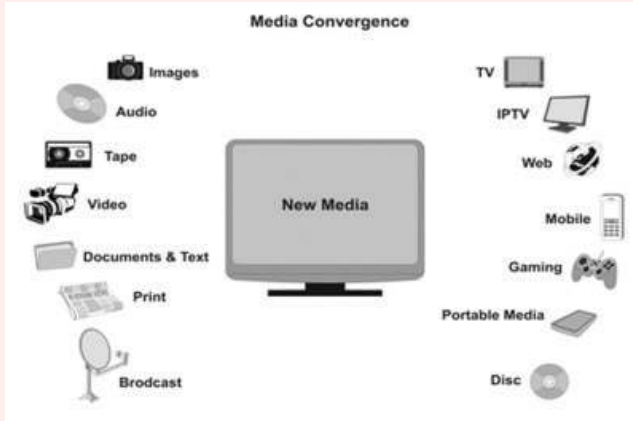 Media Convergence
Images
Audio
Tape
Video
Documents & Text
Print
Brodcast
New Media
TV
IPTV
Web
Mobile
Gaming
Portable Media
Disc